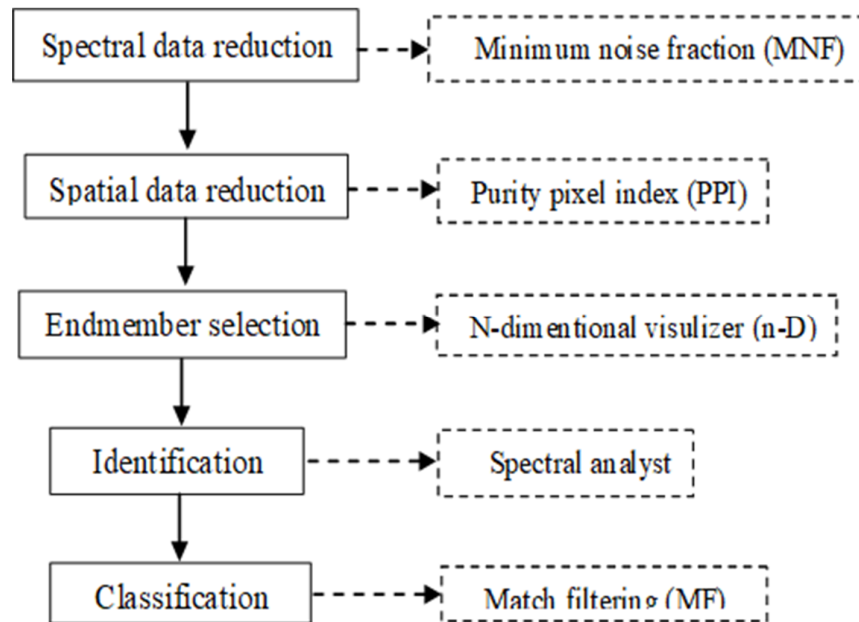 Spectral data reduction
Minimum noise fraction (MNF)
Spatial data reduction
Purity pixel index (PPI)
Endmember selection
N-dimentional visulizer (n-D)
Identification
Spectral analyst
Classification
Match filtering (MF)